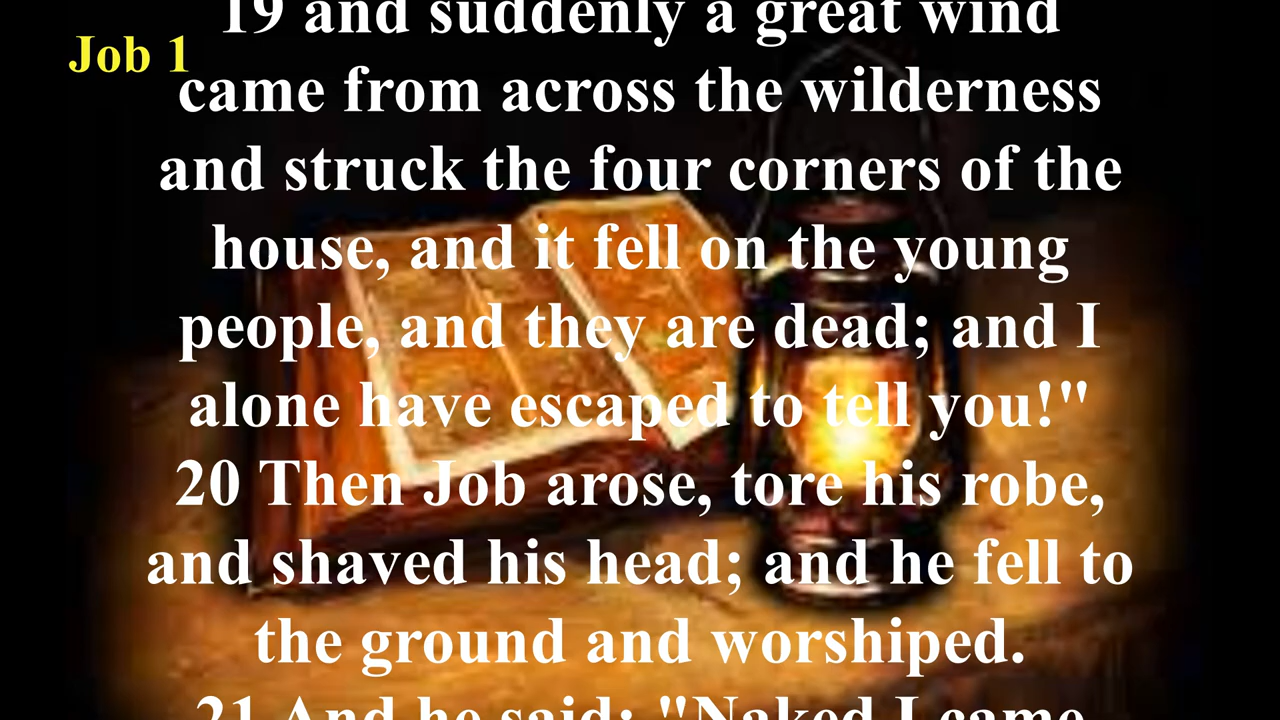 Job 1
19 and suddenly a great wind
came from across the wilderness
and struck the four corners of the
house, and it fell on the young
people, and they are dead; and I
alone have escaped to tell you!"
20 Then Job arose, tore his robe,
and shaved his head; and he fell to
the ground and worshiped.
21 And he said: "Naked I came